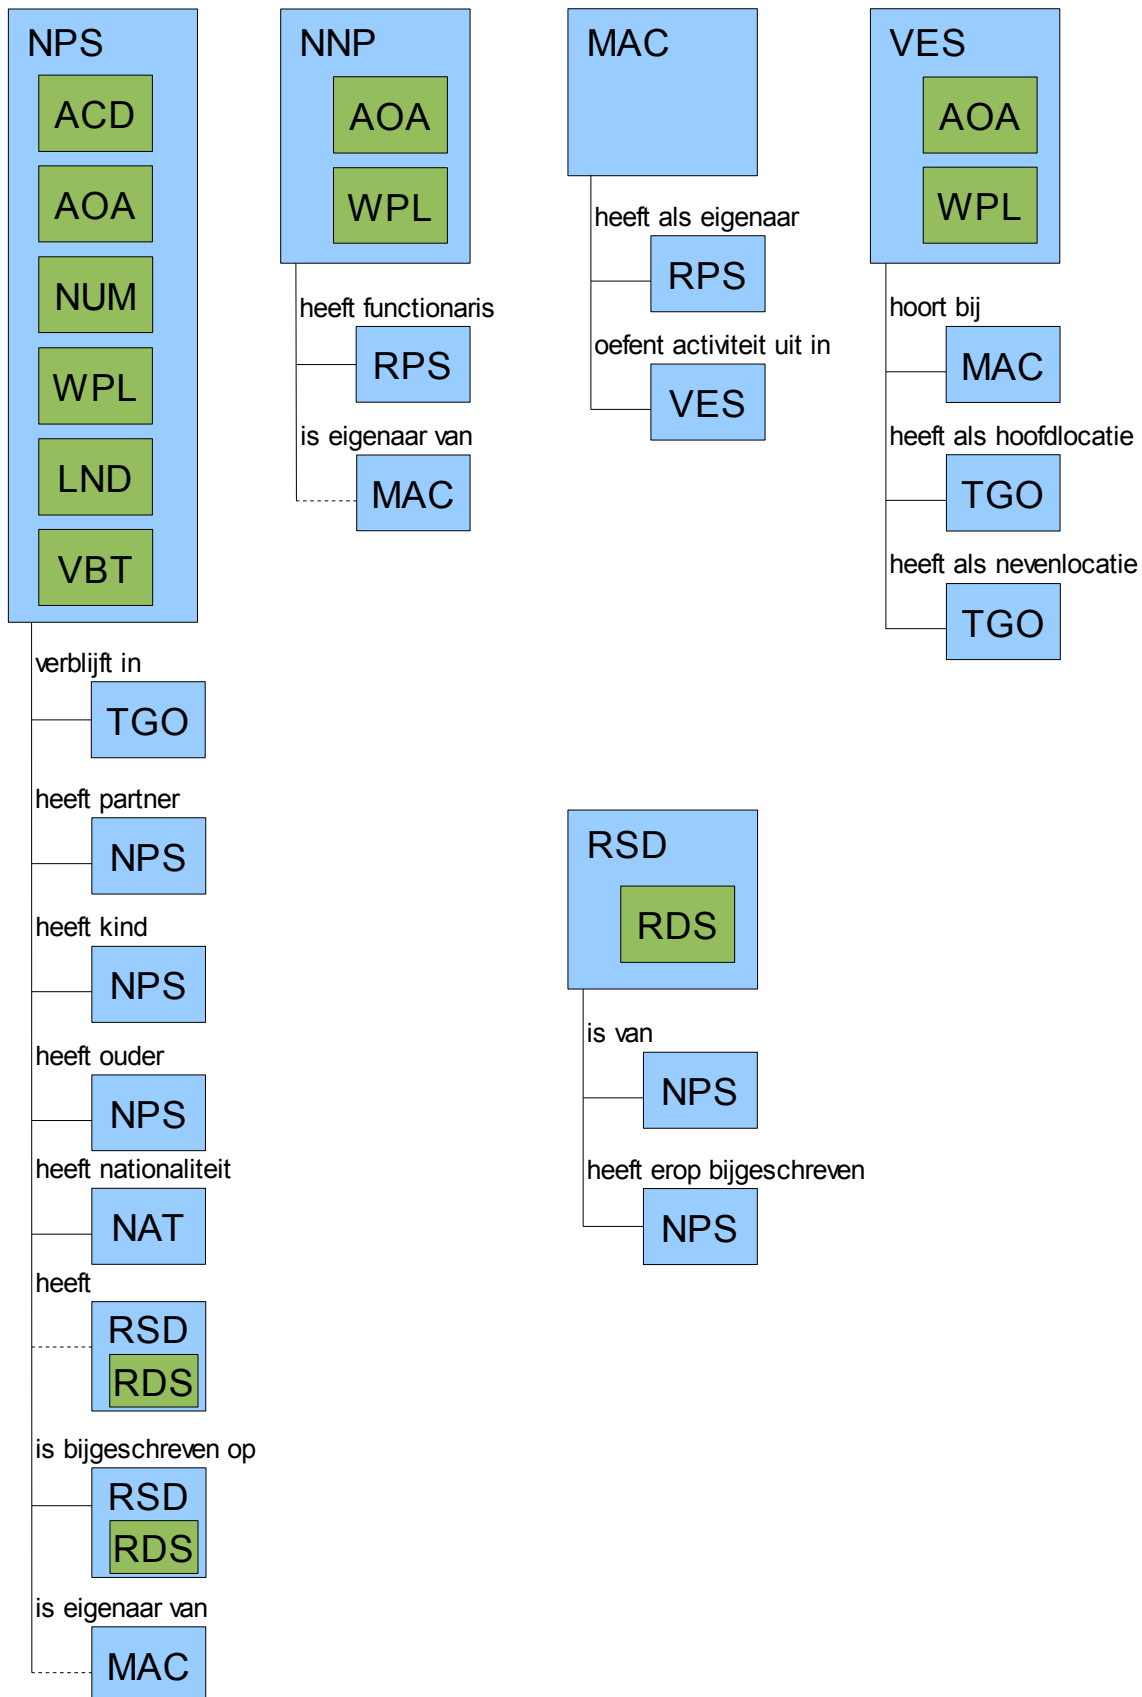 NPS
ACD
AOA
NUM
WPL
LND
VBT
verblijft in
TGO
heeft partner
NPS
heeft kind
NPS
heeft ouder
NPS
heeft nationaliteit
NAT
heeft
RSD
RDS
is bijgeschreven op
RSD
RDS
is eigenaar van
MAC
NNP
AOA
WPL
heeft functionaris
RPS
is eigenaar van
MAC
MAC
heeft als eigenaar
RPS
oefent activiteit uit in
VES
VES
AOA
WPL
hoort bij
MAC
heeft als hoofdlocatie
TGO
heeft als nevenlocatie
TGO
RSD
RDS
is van
NPS
heeft erop bijgeschreven
NPS